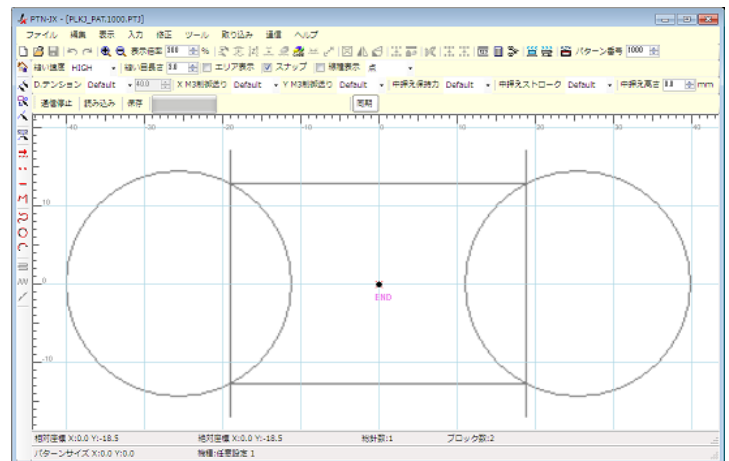 PTN-JX - [PLKJ_PAT.1000.PTJ]
ファイル 編集 表示 入力 修正 ツール 取り込み 通信 ヘルプ
表示倍率 300 % パターン番号 1000
縫い速度 HIGH 縫い目長さ 3.0 エリア表示 スナップ 線種表示 点
D.テンション Default 40.0 X M3制御送り Default Y M3制御送り Default 中押え保持力 Default 中押えストローク Default 中押え高さ 0.0 mm
通信停止 読み込み 保存 同期
-40 -30 -20 -10 0 10 20 30 40
10
0
END
-10
相対座標 X:0.0 Y:-18.5 絶対座標 X:0.0 Y:-18.5 総針数:1 ブロック数:2
パターンサイズ X:0.0 Y:0.0 機種:任意設定 1